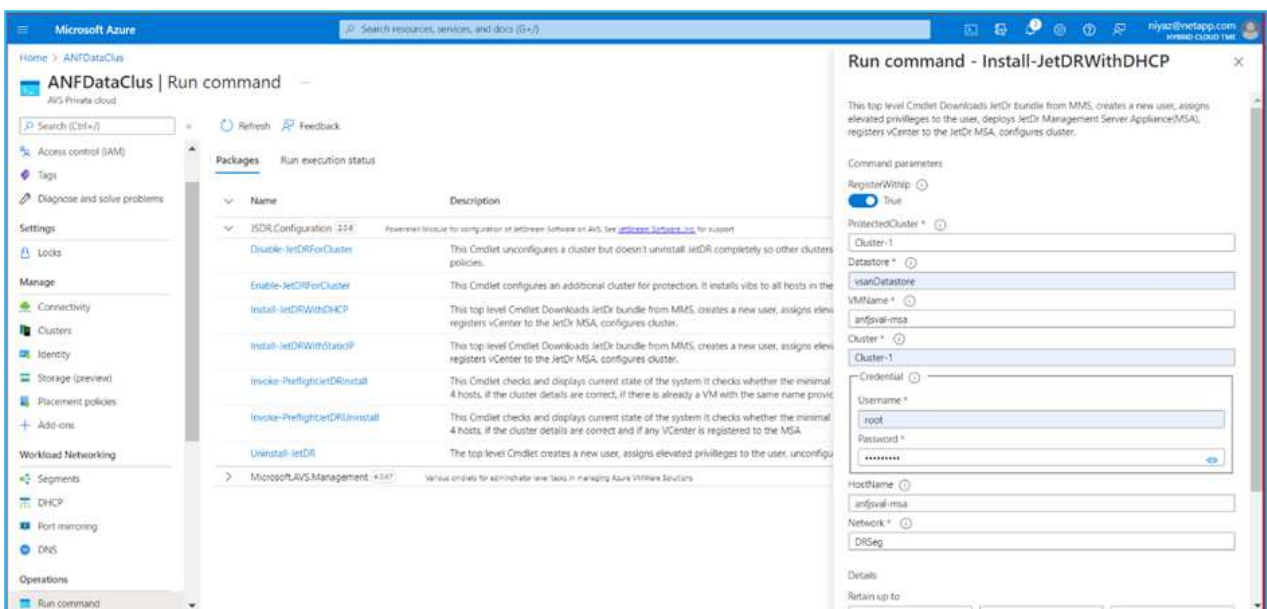 Microsoft Azure
Search resources, services, and docs (G+/)
niyaz@netapp.com
HYBRID CLOUD TME
Home > ANFDataClus
ANFDataClus | Run command
AVS Private cloud
Search (Ctrl+/)
Refresh
Feedback
Access control (IAM)
Tags
Diagnose and solve problems
Settings
Locks
Manage
Connectivity
Clusters
Identity
Storage (preview)
Placement policies
Add-ons
Workload Networking
Segments
DHCP
Port mirroring
DNS
Operations
Run command
Packages
Run execution status
Name
Description
JSDR.Configuration 2.0.6
Powershell Module for configuration of JetStream Software on AVS. See JetStream Software, Inc. for support
Disable-JetDRForCluster
This Cmdlet unconfigures a cluster but doesn't uninstall JetDR completely so other clusters
policies.
Enable-JetDRForCluster
This Cmdlet configures an additional cluster for protection. It installs vibs to all hosts in the
Install-JetDRWithDHCP
This top level Cmdlet Downloads JetDr bundle from MMS, creates a new user, assigns elev
registers vCenter to the JetDr MSA, configures cluster.
Install-JetDRWithStaticIP
This top level Cmdlet Downloads JetDr bundle from MMS, creates a new user, assigns elev
registers vCenter to the JetDr MSA, configures cluster.
Invoke-PreflightJetDRInstall
This Cmdlet checks and displays current state of the system It checks whether the minimal
4 hosts, if the cluster details are correct, if there is already a VM with the same name provid
Invoke-PreflightJetDRUninstall
This Cmdlet checks and displays current state of the system It checks whether the minimal
4 hosts, if the cluster details are correct and if any VCenter is registered to the MSA
Uninstall-JetDR
The top level Cmdlet creates a new user, assigns elevated privilleges to the user, unconfigu
Microsoft.AVS.Management
Various cmdlets for administrator level tasks in managing Azure VMWare Solutions
Run command - Install-JetDRWithDHCP
This top level Cmdlet Downloads JetDr bundle from MMS, creates a new user, assigns
elevated privilleges to the user, deploys JetDr Management Server Appliance(MSA),
registers vCenter to the JetDr MSA, configures cluster.
Command parameters
RegisterWithIp
True
ProtectedCluster *
Cluster-1
Datastore *
vsanDatastore
VMName *
anfjsval-msa
Cluster *
Cluster-1
Credential
Username *
root
Password *
•••••••••
HostName
anfjsval-msa
Network *
DRSeg
Details
Retain up to